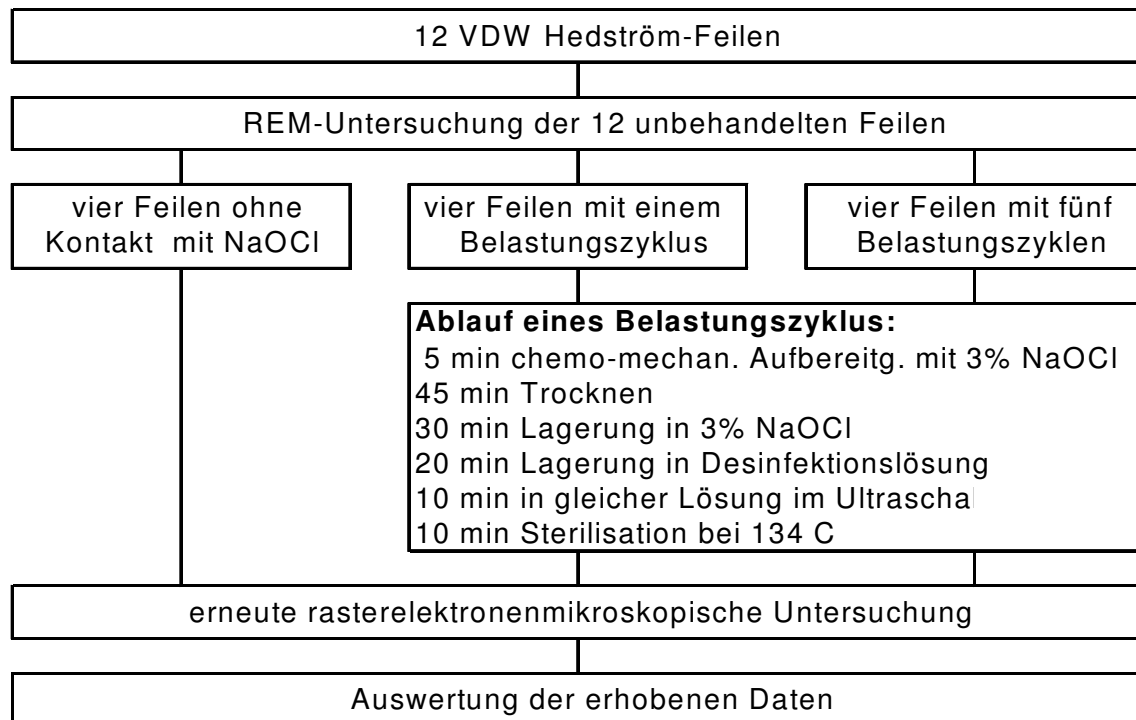 12 VDW Hedström-Feilen
REM-Untersuchung der 12 unbehandelten Feilen
vier Feilen ohne
Kontakt mit NaOCl
vier Feilen mit einem
Belastungszyklus
vier Feilen mit fünf
Belastungszyklen
Ablauf eines Belastungszyklus:
5 min chemo-mechan. Aufbereitg. mit 3% NaOCl
45 min Trocknen
30 min Lagerung in 3% NaOCl
20 min Lagerung in Desinfektionslösung
10 min in gleicher Lösung im Ultraschal
10 min Sterilisation bei 134 C
erneute rasterelektronenmikroskopische Untersuchung
Auswertung der erhobenen Daten